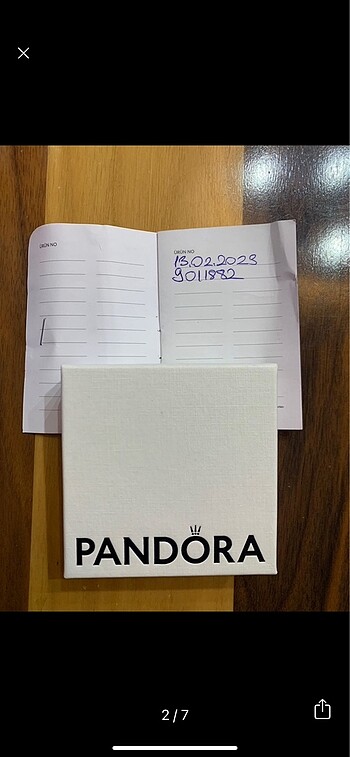 ÜRÜN NO
ÜRÜN NO
13.02.2023
9011882
PANDORA
2/7